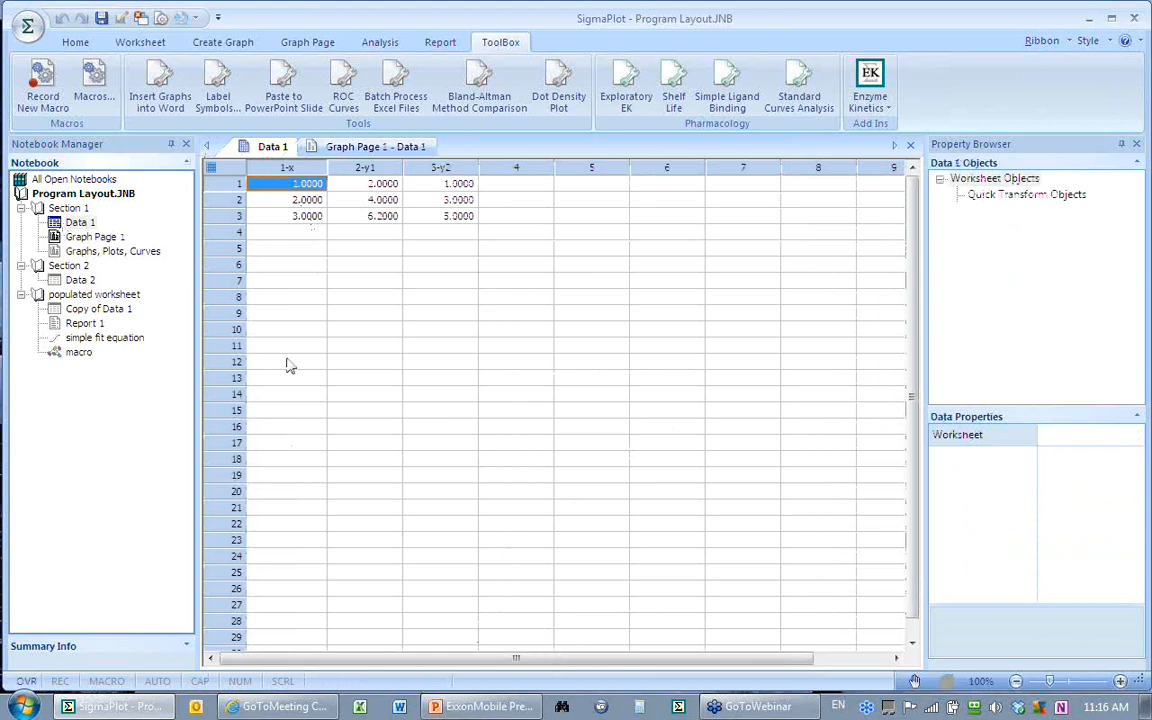 SigmaPlot - Program Layout.JNB
Home Worksheet Create Graph Graph Page Analysis Report ToolBox Ribbon Style
Record New Macro
Macros...
Insert Graphs into Word
Label Symbols...
Paste to PowerPoint Slide
ROC Curves
Batch Process Excel Files
Bland-Altman Method Comparison
Dot Density Plot
Exploratory EK
Shelf Life
Simple Ligand Binding
Standard Curves Analysis
EK
Enzyme Kinetics
Macros Tools Pharmacology Add Ins
Notebook Manager
Notebook
All Open Notebooks
Program Layout.JNB
Section 1
Data 1
Graph Page 1
Graphs, Plots, Curves
Section 2
Data 2
populated worksheet
Copy of Data 1
Report 1
simple fit equation
macro
Summary Info
Data 1 Graph Page 1 - Data 1
1-x 2-y1 3-y2 4 5 6 7 8 9
1 1.0000 2.0000 1.0000
2 2.0000 4.0000 3.9000
3 3.0000 6.2000 5.0000
4
5
6
7
8
9
10
11
12
13
14
15
16
17
18
19
20
21
22
23
24
25
26
27
28
29
Property Browser
Data 1 Objects
Worksheet Objects
Quick Transform Objects
Data Properties
Worksheet
OVR REC MACRO AUTO CAP NUM SCRL 100%
SigmaPlot - Pro... GoToMeeting C... ExxonMobile Pre... GoToWebinar EN 11:16 AM